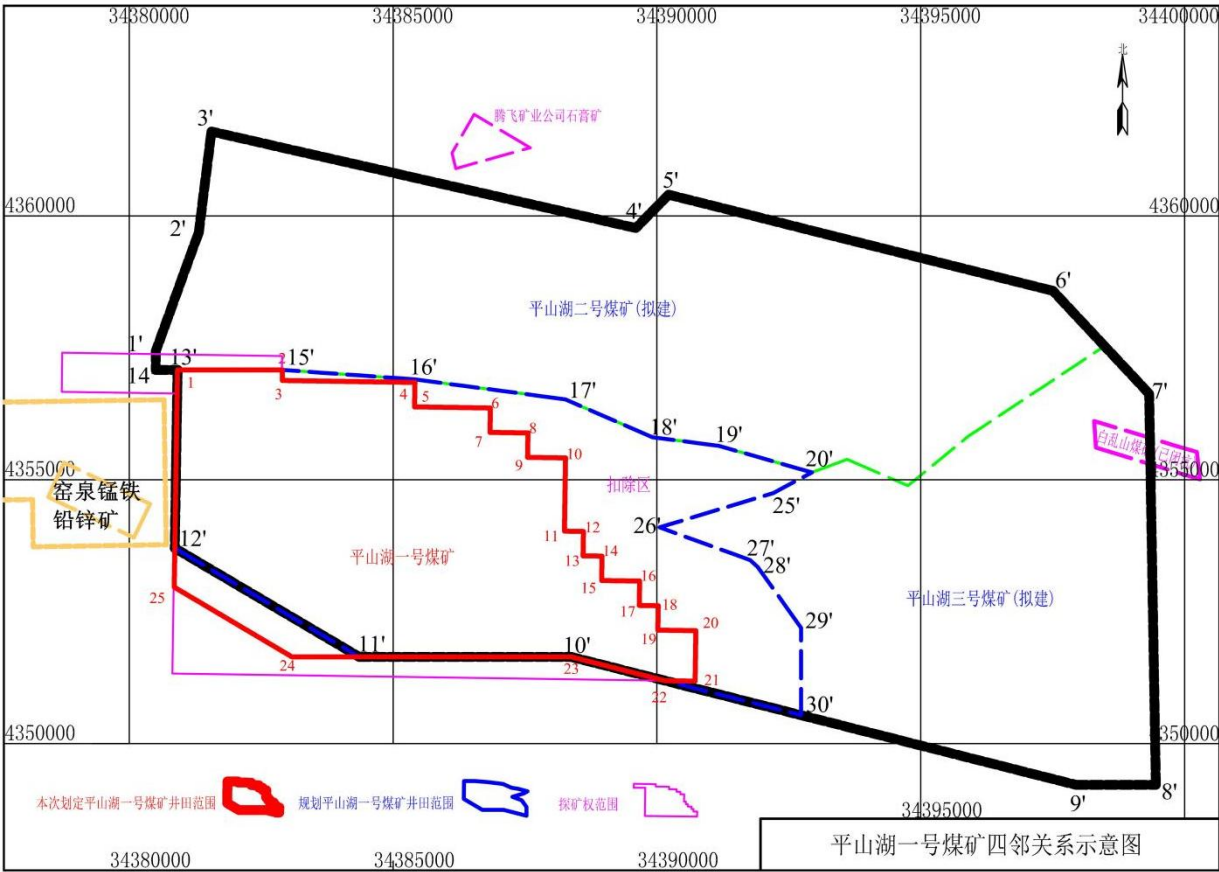 34380000 34385000 34390000 34395000 34400000
北
腾飞矿业公司石膏矿
3'
5'
4360000 4' 4360000
2'
6'
平山湖二号煤矿(拟建)
1' 13' 2 15' 16'
14 1 3 4 5 17' 7'
6
7 8 18' 19'
9 10 20'
4355000 扣除区 4355000
窑泉锰铁
铅锌矿
25'
26'
11 12
12' 平山湖一号煤矿 13 14 27'
28'
15 16 平山湖三号煤矿(拟建)
25 17 18
19 20 29'
11' 10'
24 23 22 21
30'
4350000 4350000
9' 8'
本次划定平山湖一号煤矿井田范围 规划平山湖一号煤矿井田范围 探矿权范围
34395000
平山湖一号煤矿四邻关系示意图
34380000 34385000 34390000